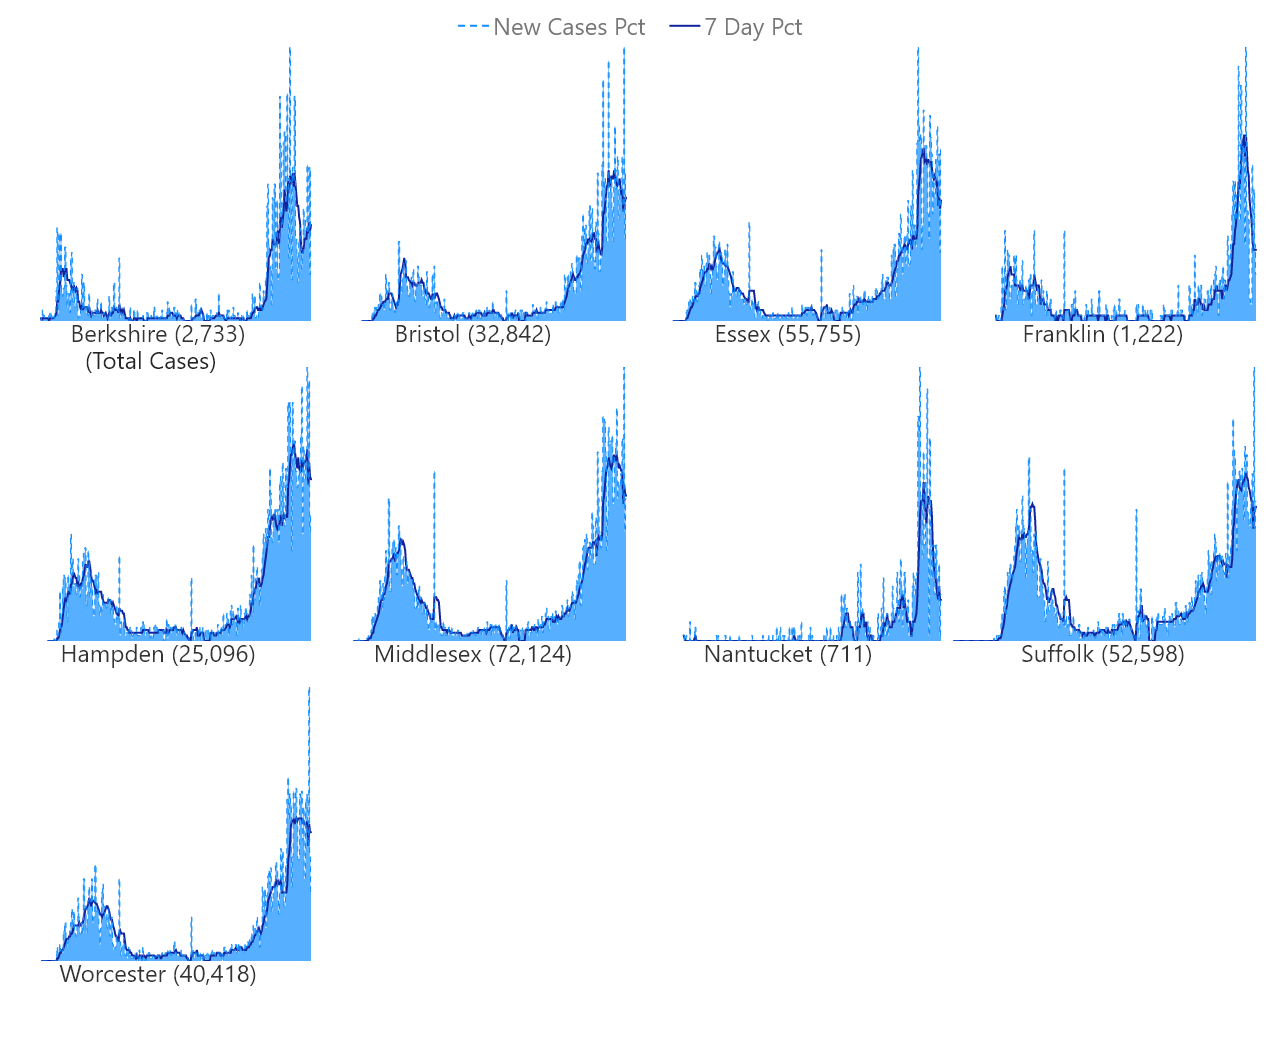 New Cases Pct 7 Day Pct
Berkshire (2,733) Bristol (32,842) Essex (55,755) Franklin (1,222)
(Total Cases)
Hampden (25,096) Middlesex (72,124) Nantucket (711) Suffolk (52,598)
Worcester (40,418)